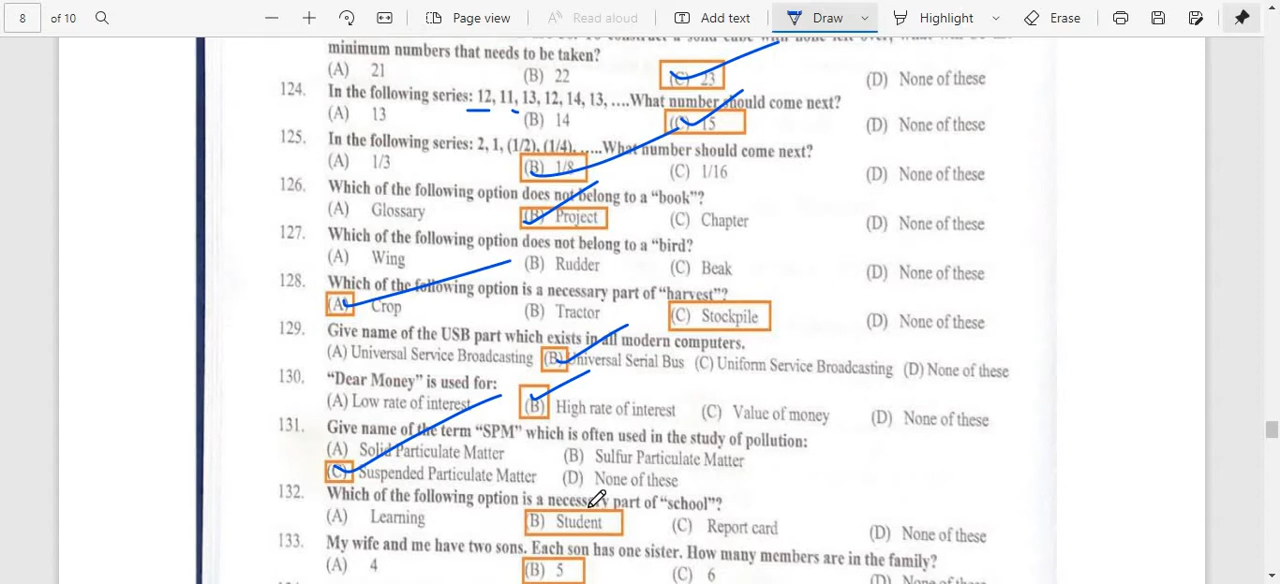 8 of 10 Page view Read aloud Add text Draw Highlight Erase
minimum numbers that needs to be taken?
(A) 21 (B) 22 (C) 23 (D) None of these
124. In the following series: 12, 11, 13, 12, 14, 13, ....What number should come next?
(A) 13 (B) 14 (C) 15 (D) None of these
125. In the following series: 2, 1, (1/2), (1/4), .....What number should come next?
(A) 1/3 (B) 1/8 (C) 1/16 (D) None of these
126. Which of the following option does not belong to a “book”?
(A) Glossary (B) Project (C) Chapter (D) None of these
127. Which of the following option does not belong to a “bird?
(A) Wing (B) Rudder (C) Beak (D) None of these
128. Which of the following option is a necessary part of “harvest”?
(A) Crop (B) Tractor (C) Stockpile (D) None of these
129. Give name of the USB part which exists in all modern computers.
(A) Universal Service Broadcasting (B) Universal Serial Bus (C) Uniform Service Broadcasting (D) None of these
130. “Dear Money” is used for:
(A) Low rate of interest (B) High rate of interest (C) Value of money (D) None of these
131. Give name of the term “SPM” which is often used in the study of pollution:
(A) Solid Particulate Matter (B) Sulfur Particulate Matter
(C) Suspended Particulate Matter (D) None of these
132. Which of the following option is a necessary part of “school”?
(A) Learning (B) Student (C) Report card (D) None of these
133. My wife and me have two sons. Each son has one sister. How many members are in the family?
(A) 4 (B) 5 (C) 6 (D) None of these